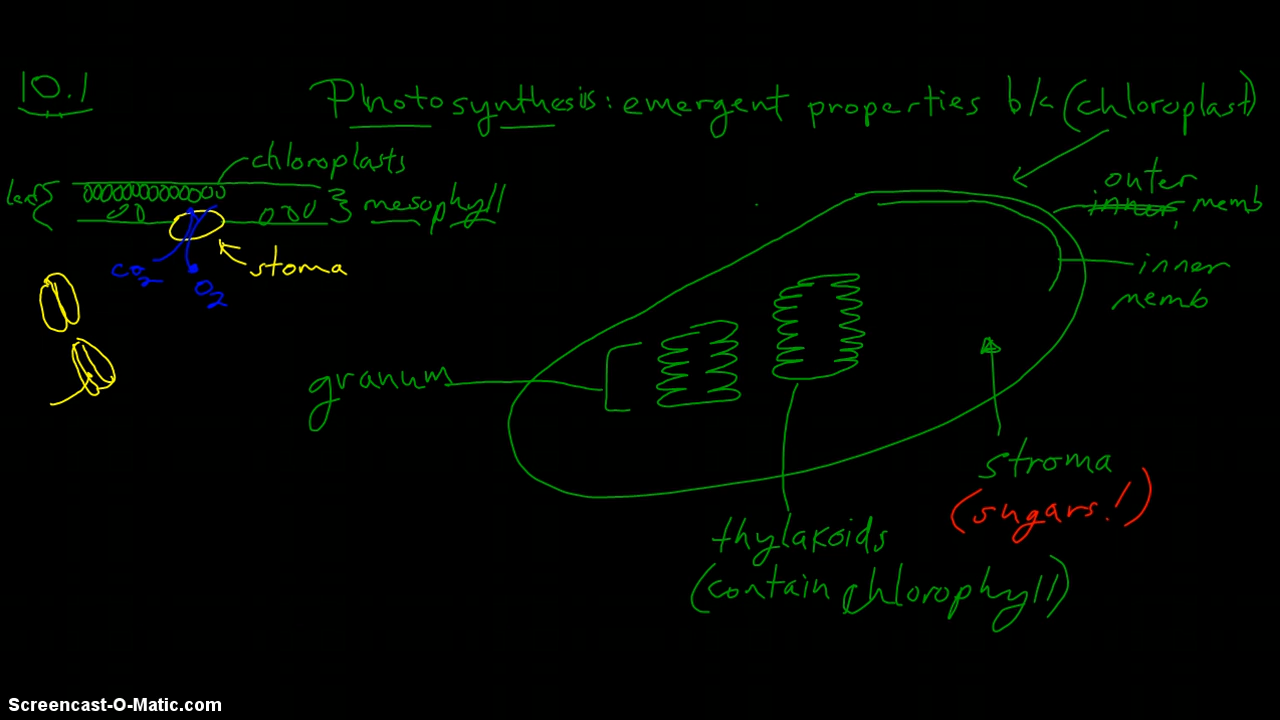 10.1
Photosynthesis: emergent properties b/c (chloroplast)
chloroplasts
leaf
mesophyll
outer
inner, memb
stoma
CO2
O2
inner
memb
granum
stroma
(sugars!)
thylakoids
(contain chlorophyll)
Screencast-O-Matic.com